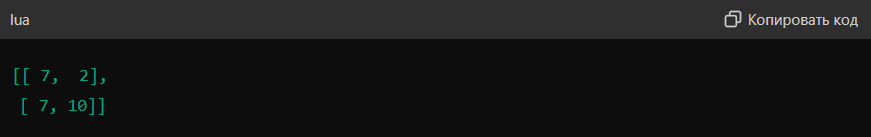 lua
Копировать код
[[ 7,  2],
 [ 7, 10]]